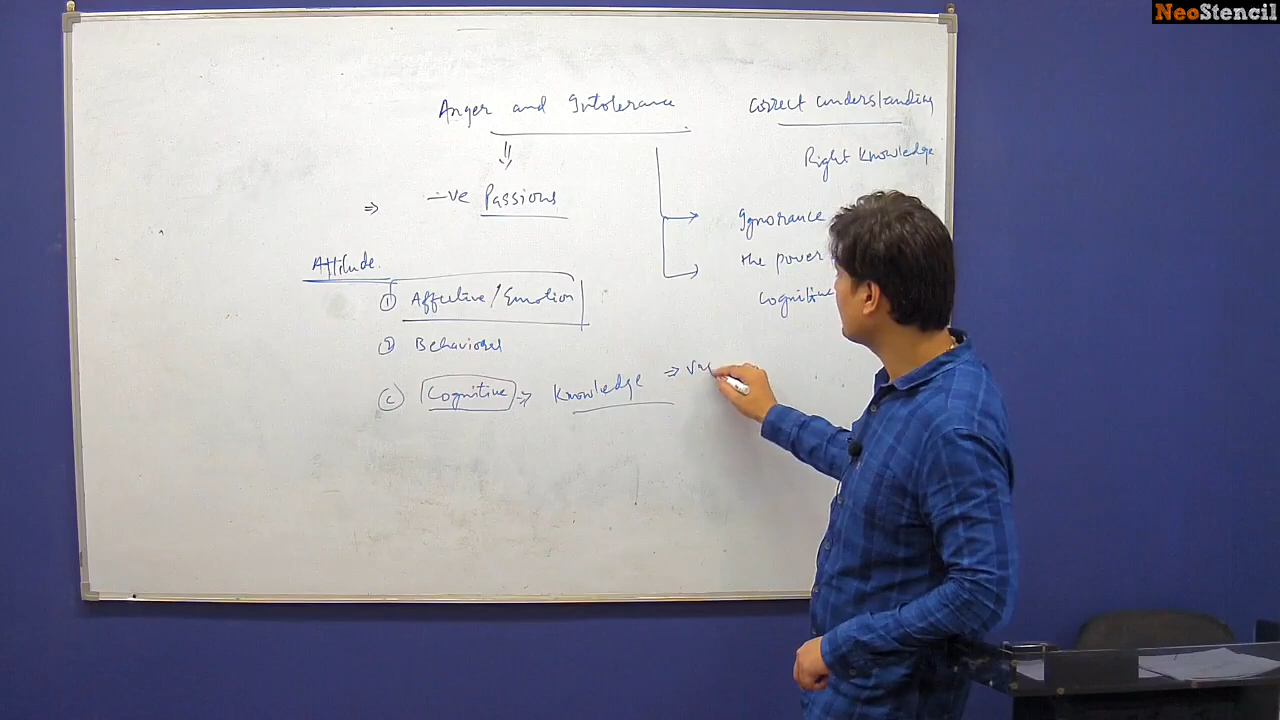 NeoStencil
Anger and Intolerance
correct understanding
Right Knowledge
⇒ -ve Passions
Ignorance
the power
Cognitive
Attitude.
① Affective / Emotion
② Behavioral
ⓒ Cognitive ⇒ Knowledge ⇒